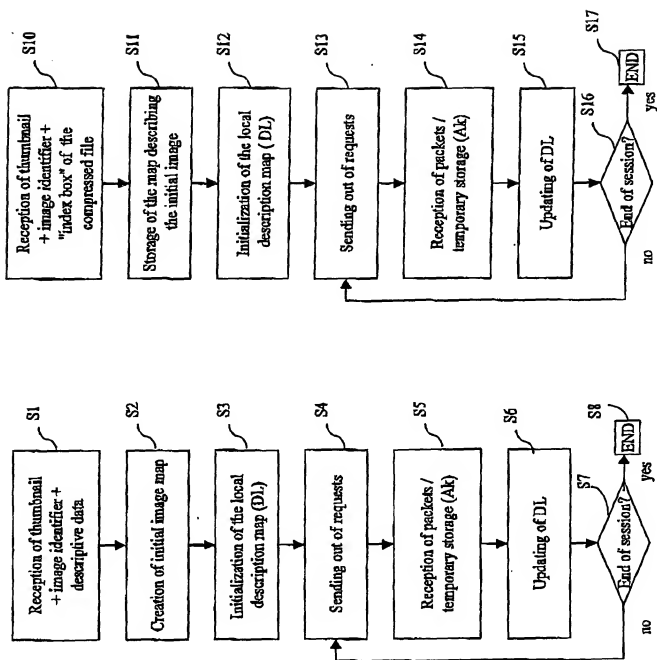 S1
Reception of thumbnail
+ image identifier +
descriptive data
S2
Creation of initial image map
S3
Initialization of the local
description map (DL)
S4
Sending out of requests
S5
Reception of packets /
temporary storage (Ak)
S6
Updating of DL
S7
End of session?
no
yes
S8
END
S10
Reception of thumbnail
+ image identifier +
"index box" of the
compressed file
S11
Storage of the map describing
the initial image
S12
Initialization of the local
description map (DL)
S13
Sending out of requests
S14
Reception of packets /
temporary storage (Ak)
S15
Updating of DL
S16
End of session?
no
yes
S17
END